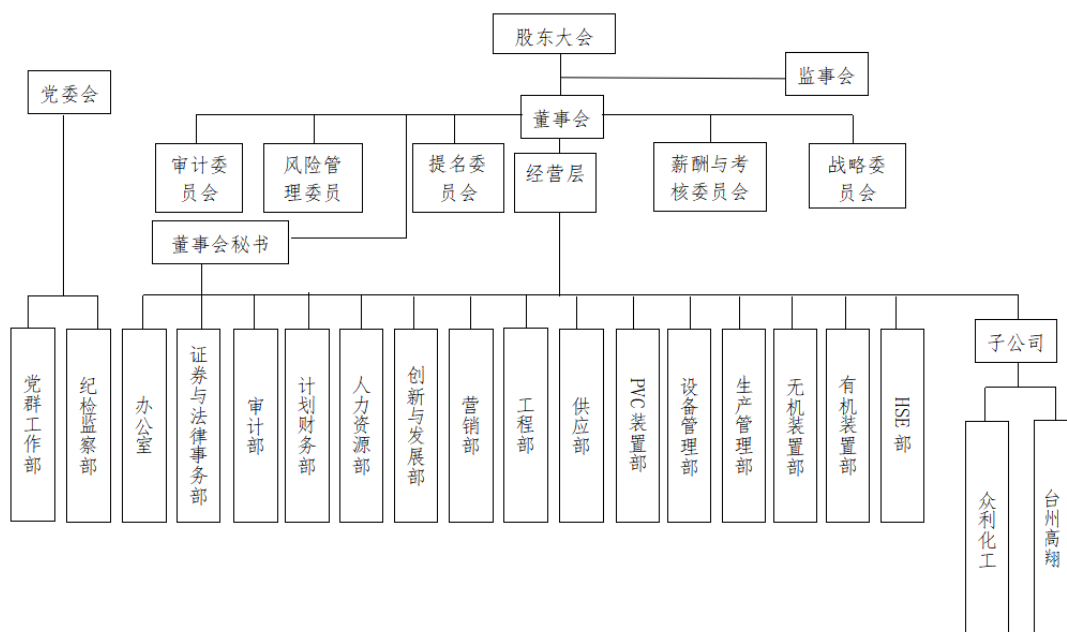 股东大会
监事会
党委会
董事会
审计委
员会
风险管
理委员
提名委
员会
经营层
薪酬与考
核委员会
战略委
员会
董事会秘书
党群工作部
纪检监察部
办公室
证券与法律事务部
审计部
计划财务部
人力资源部
创新与发展部
营销部
工程部
供应部
PVC 装置部
设备管理部
生产管理部
无机装置部
有机装置部
HSE 部
子公司
众利化工
台州高翔